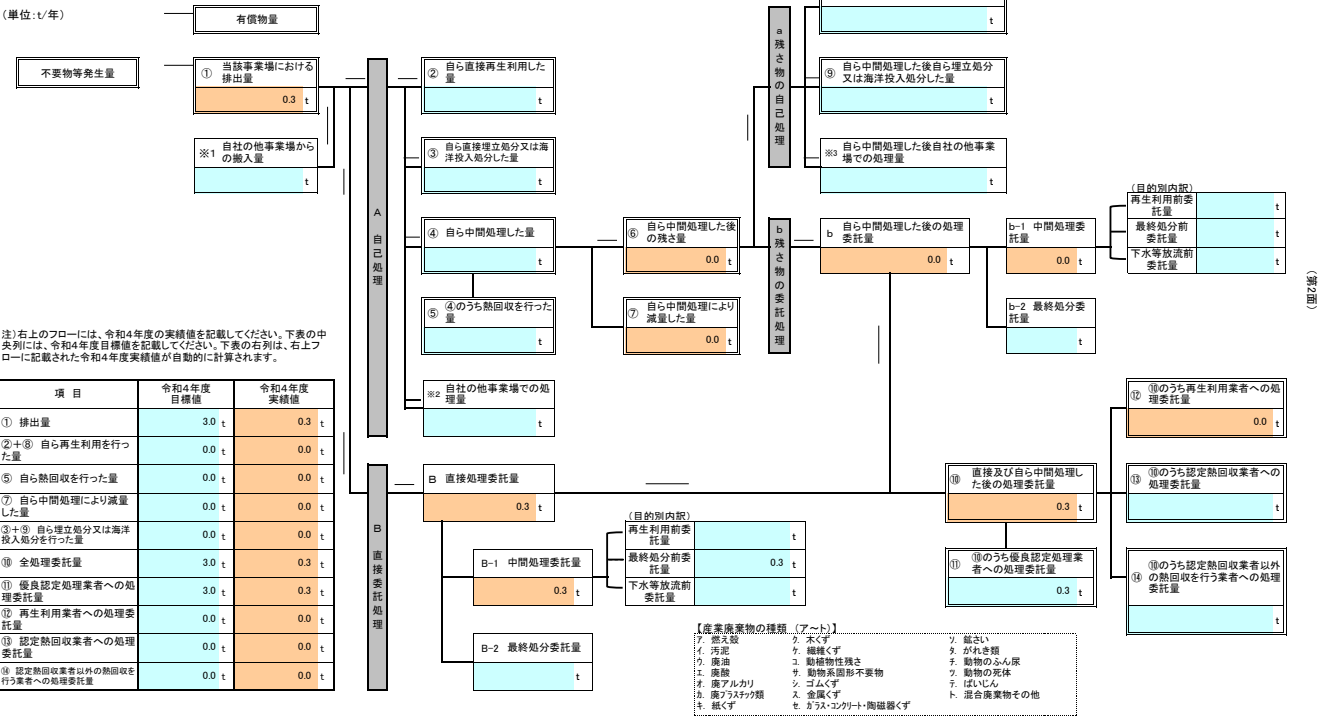 (単位:t/年)
有償物量
不要物等発生量
① 当該事業場における
排出量
0.3 t
※1 自社の他事業場から
の搬入量
t
A 自己処理
② 自ら直接再生利用した
量
t
③ 自ら直接埋立処分又は海
洋投入処分した量
t
④ 自ら中間処理した量
t
⑤ ④のうち熱回収を行った
量
t
※2 自社の他事業場での処
理量
t
⑥ 自ら中間処理した後
の残さ量
0.0 t
⑦ 自ら中間処理により
減量した量
0.0 t
a 残さ物の自己処理
t
⑨ 自ら中間処理した後自ら埋立処分
又は海洋投入処分した量
t
※3 自ら中間処理した後自社の他事業
場での処理量
t
b 残さ物の委託処理
b 自ら中間処理した後の処理
委託量
0.0 t
b-1 中間処理委
託量
0.0 t
b-2 最終処分委
託量
t
(目的別内訳)
再生利用前委
託量
t
最終処分前
委託量
t
下水等放流前
委託量
t
(第2面)
注)右上のフローには、令和4年度の実績値を記載してください。下表の中
央列には、令和4年度目標値を記載してください。下表の右列は、右上フ
ローに記載された令和4年度実績値が自動的に計算されます。
項 目 令和4年度
目標値 令和4年度
実績値
① 排出量 3.0 t 0.3 t
②+⑧ 自ら再生利用を行っ
た量 0.0 t 0.0 t
⑤ 自ら熱回収を行った量 0.0 t 0.0 t
⑦ 自ら中間処理により減量
した量 0.0 t 0.0 t
③+⑨ 自ら埋立処分又は海洋
投入処分を行った量 0.0 t 0.0 t
⑩ 全処理委託量 3.0 t 0.3 t
⑪ 優良認定処理業者への処
理委託量 3.0 t 0.3 t
⑫ 再生利用業者への処理委
託量 0.0 t 0.0 t
⑬ 認定熱回収業者への処理
委託量 0.0 t 0.0 t
⑭ 認定熱回収業者以外の熱回収を
行う業者への処理委託量 0.0 t 0.0 t
B 直接委託処理
B 直接処理委託量
0.3 t
B-1 中間処理委託量
0.3 t
B-2 最終処分委託量
t
(目的別内訳)
再生利用前委
託量
t
最終処分前委
託量
0.3 t
下水等放流前
委託量
⑩ 直接及び自ら中間処理し
た後の処理委託量
0.3 t
⑪ ⑩のうち優良認定処理業
者への処理委託量
0.3 t
⑫ ⑩のうち再生利用業者への処
理委託量
0.0 t
⑬ ⑩のうち認定熱回収業者への
処理委託量
t
⑭ ⑩のうち認定熱回収業者以外
の熱回収を行う業者への処理
委託量
t
【産業廃棄物の種類 (ア~ト)】
ア. 燃え殻 ケ. 木くず ソ. 鉱さい
イ. 汚泥 ケ. 繊維くず タ. がれき類
ウ. 廃油 コ. 動植物性残さ チ. 動物のふん尿
エ. 廃酸 サ. 動物系固形不要物 ツ. 動物の死体
オ. 廃アルカリ シ. ゴムくず テ. ばいじん
カ. 廃プラスチック類 ス. 金属くず ト. 混合廃棄物その他
キ. 紙くず セ. ガラス・コンクリート・陶磁器くず